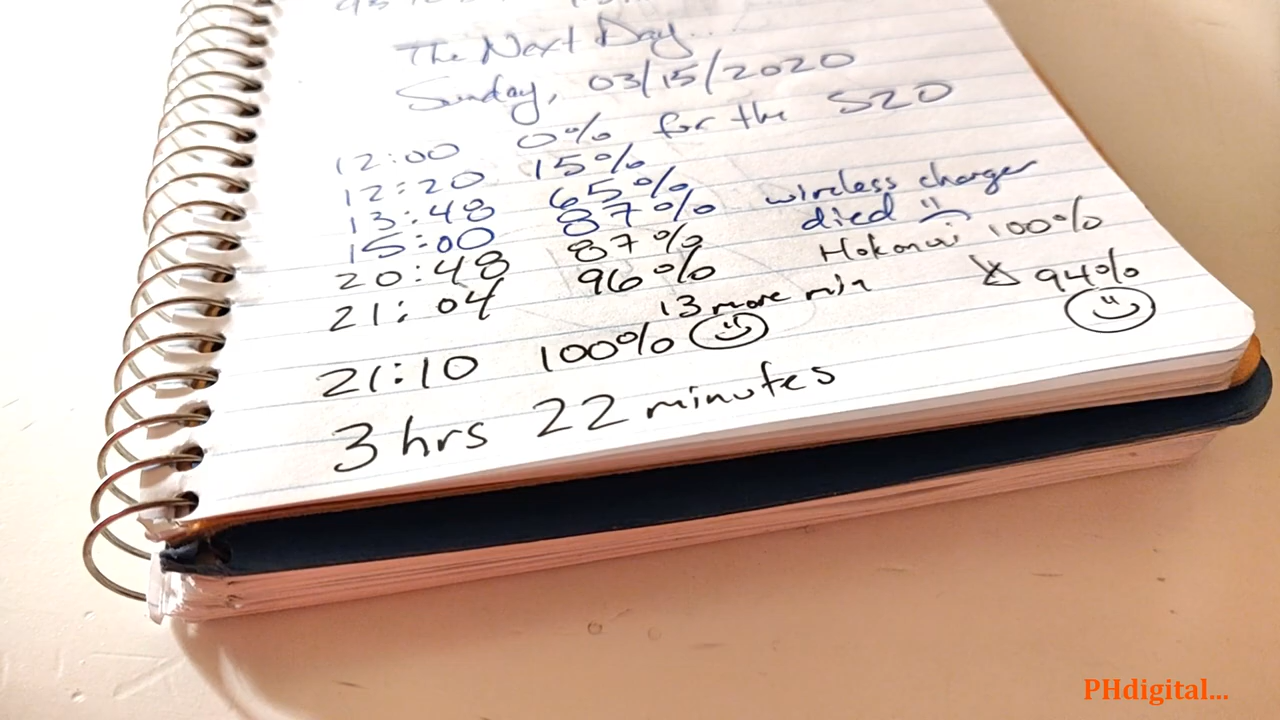 The Next Day...
Sunday, 03/15/2020
12:00 0% for the S20
12:20 15%
13:48 65%
15:00 87% wireless charger died
20:48 87%
21:04 96% 100%
13 more min 94%
21:10 100%
3 hrs 22 minutes
PHdigital...